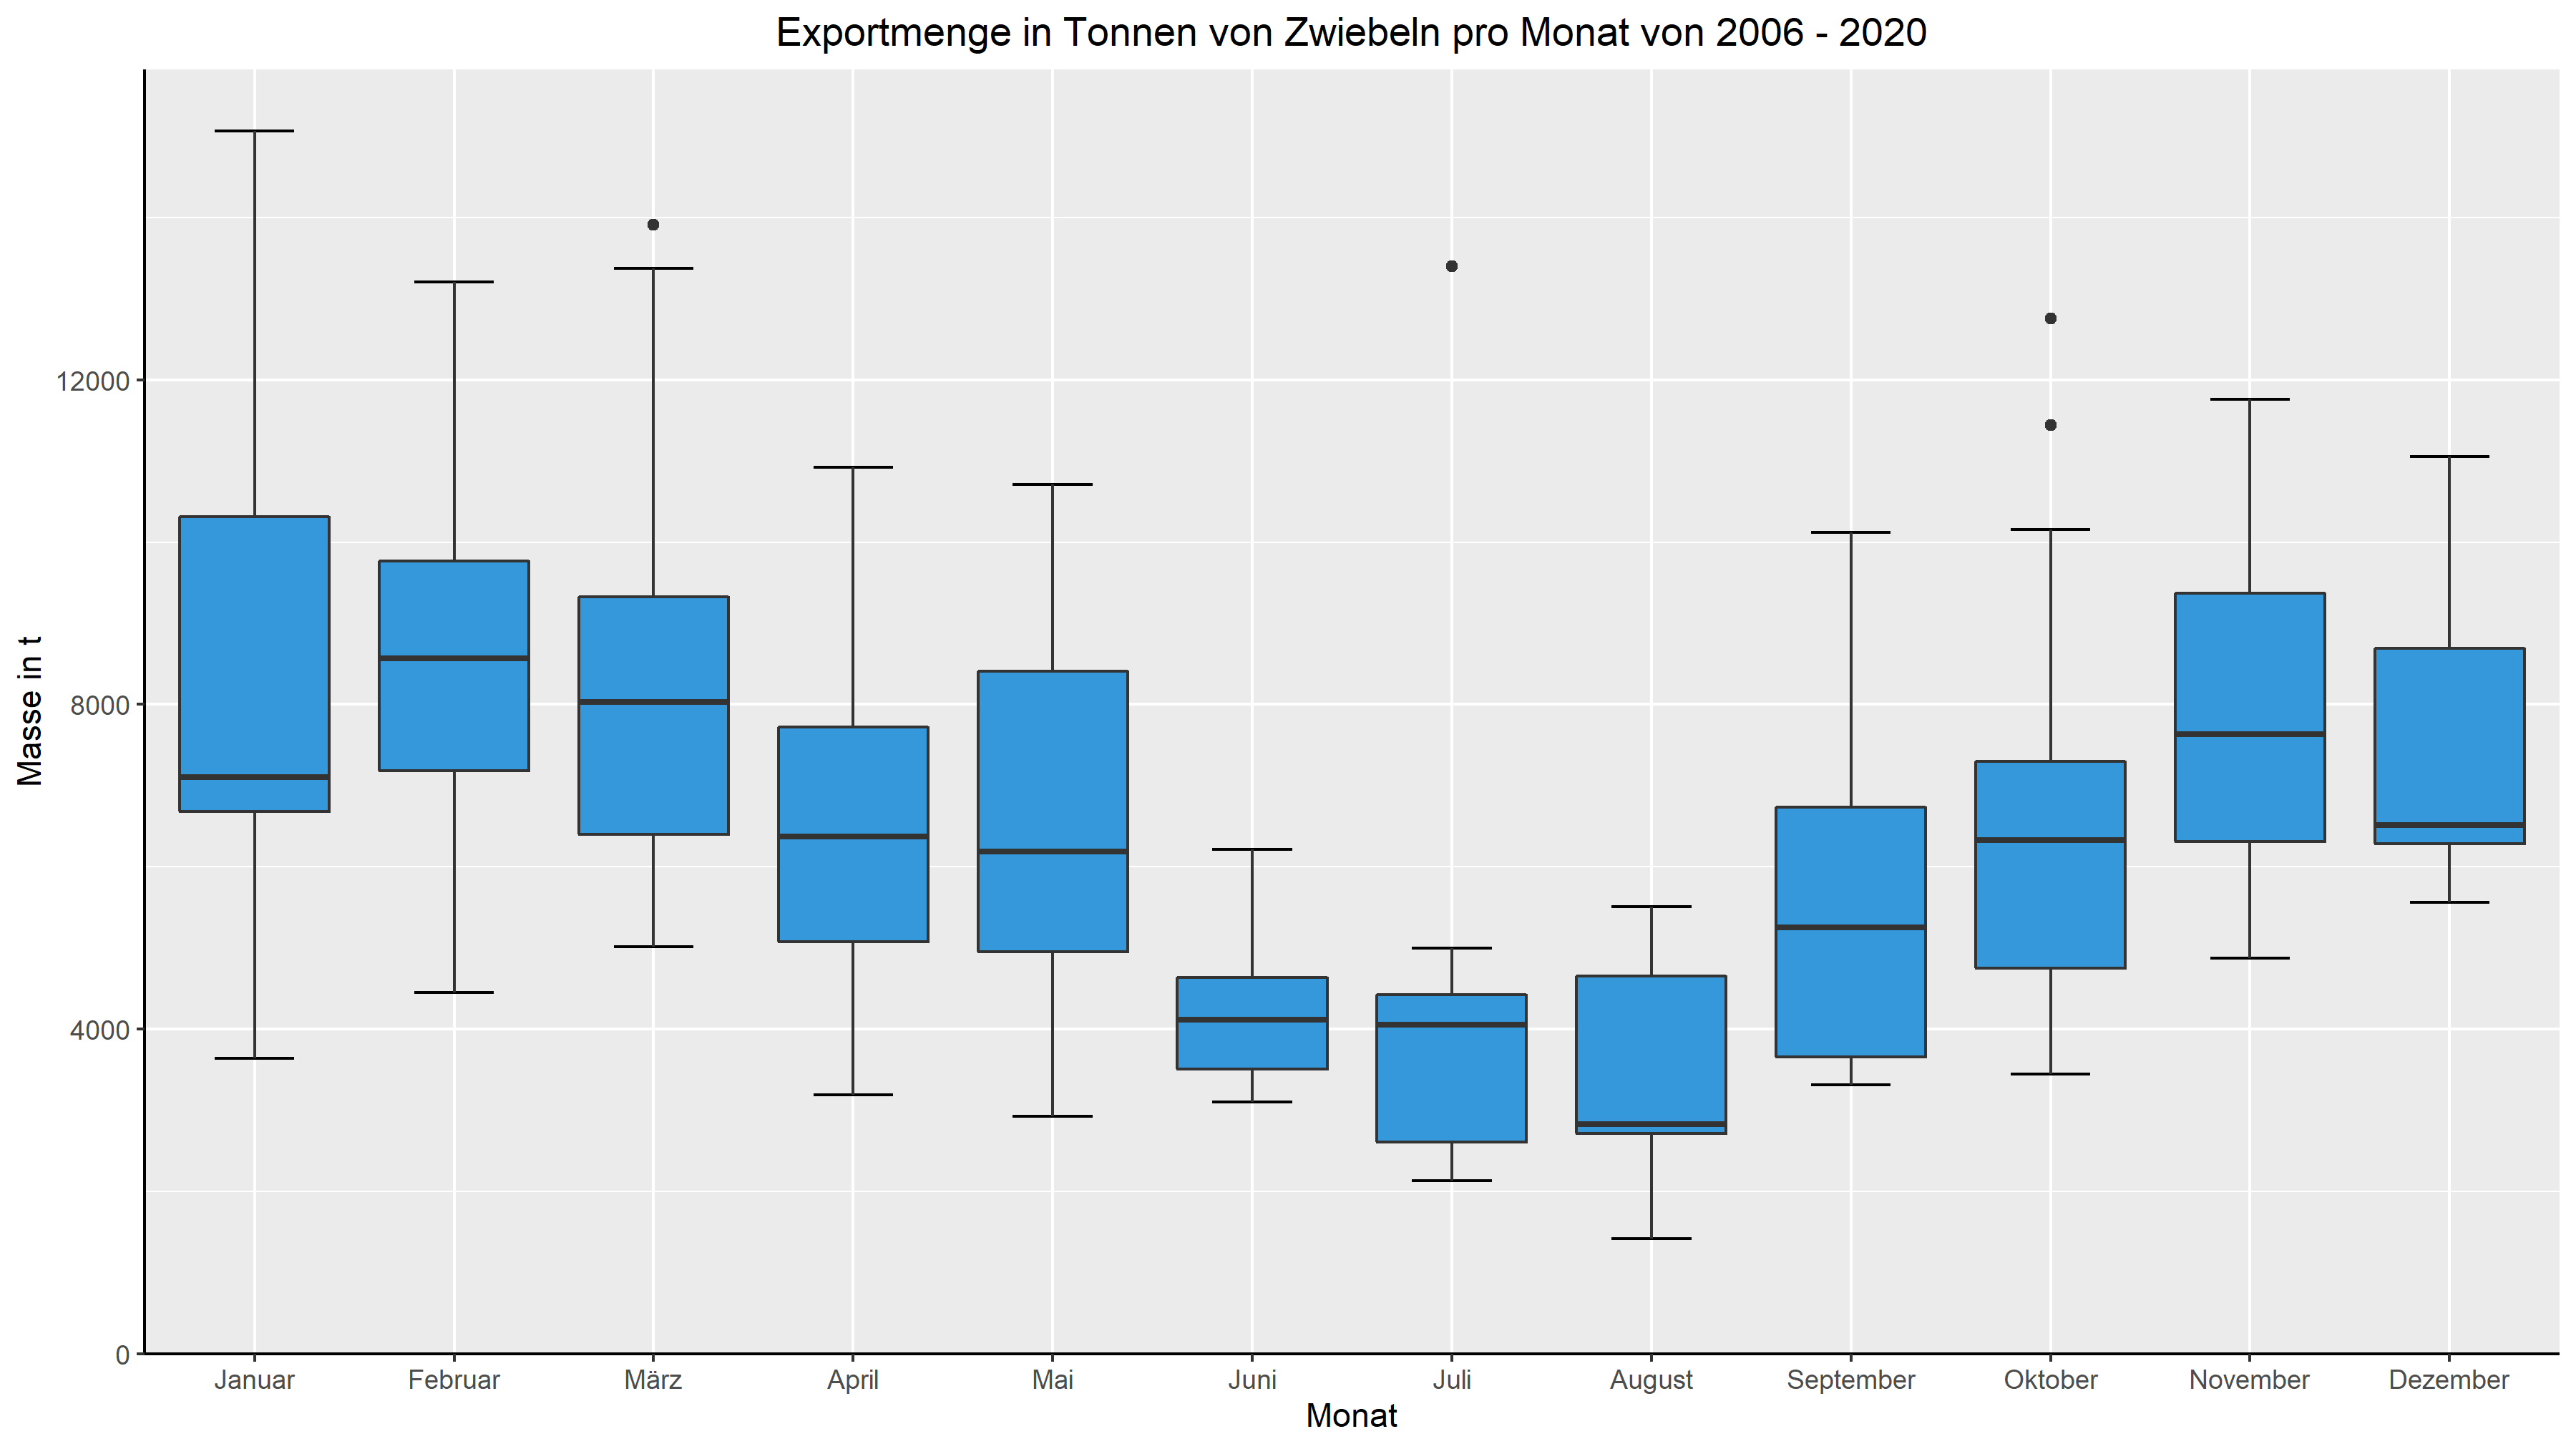 Exportmenge in Tonnen von Zwiebeln pro Monat von 2006 - 2020
Masse in t
12000
8000
4000
0
Januar Februar März April Mai Juni Juli August September Oktober November Dezember
Monat